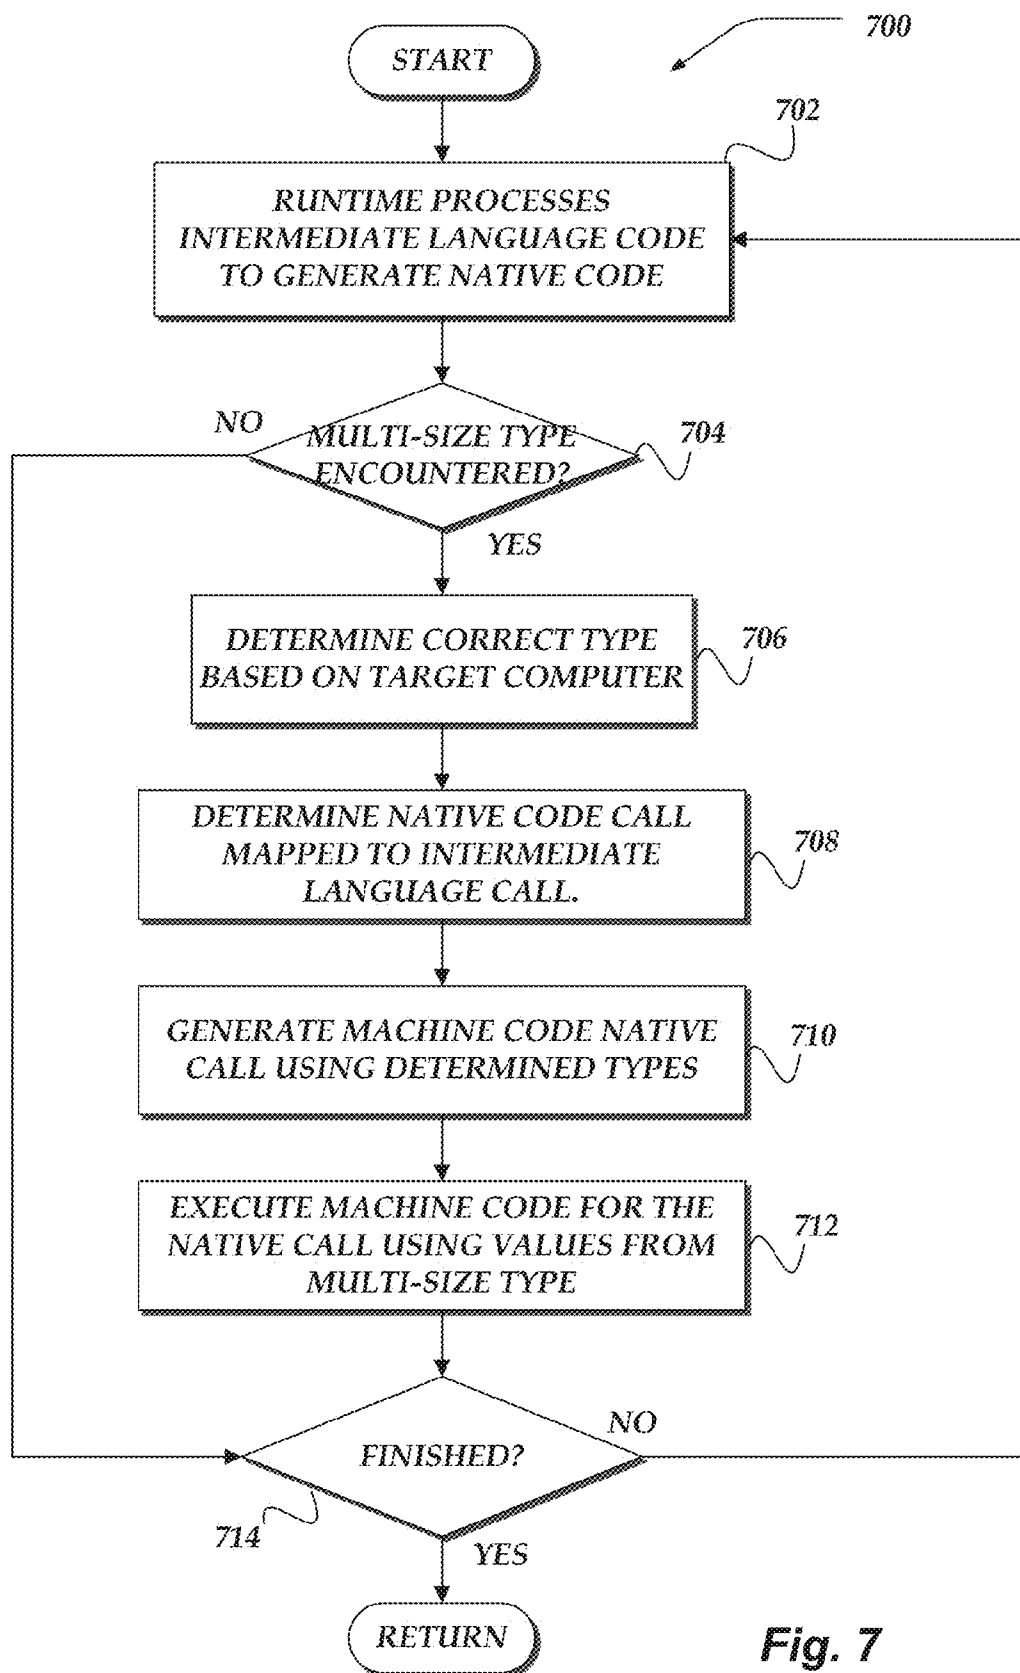 700
START
702
RUNTIME PROCESSES
INTERMEDIATE LANGUAGE CODE
TO GENERATE NATIVE CODE
NO
MULTI-SIZE TYPE
ENCOUNTERED?
704
YES
DETERMINE CORRECT TYPE
BASED ON TARGET COMPUTER
706
DETERMINE NATIVE CODE CALL
MAPPED TO INTERMEDIATE
LANGUAGE CALL.
708
GENERATE MACHINE CODE NATIVE
CALL USING DETERMINED TYPES
710
EXECUTE MACHINE CODE FOR THE
NATIVE CALL USING VALUES FROM
MULTI-SIZE TYPE
712
NO
FINISHED?
714
YES
RETURN
Fig. 7